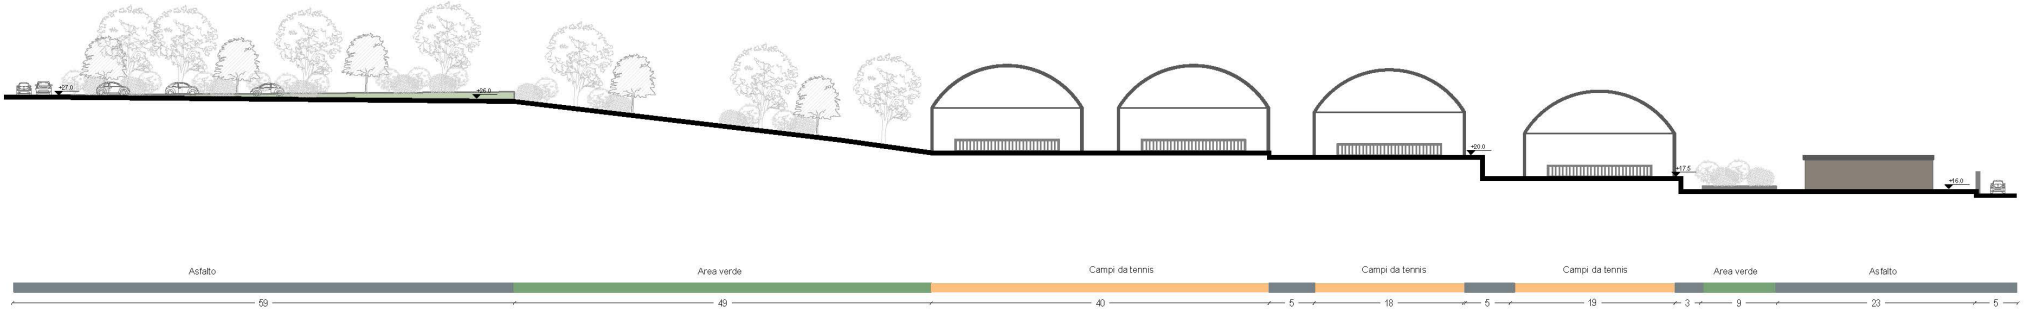 +27.0
+26.0
+20.0
+17.5
+16.0
Asfalto Area verde Campi da tennis Campi da tennis Campi da tennis Area verde Asfalto
59 49 40 5 18 5 19 3 9 23 5